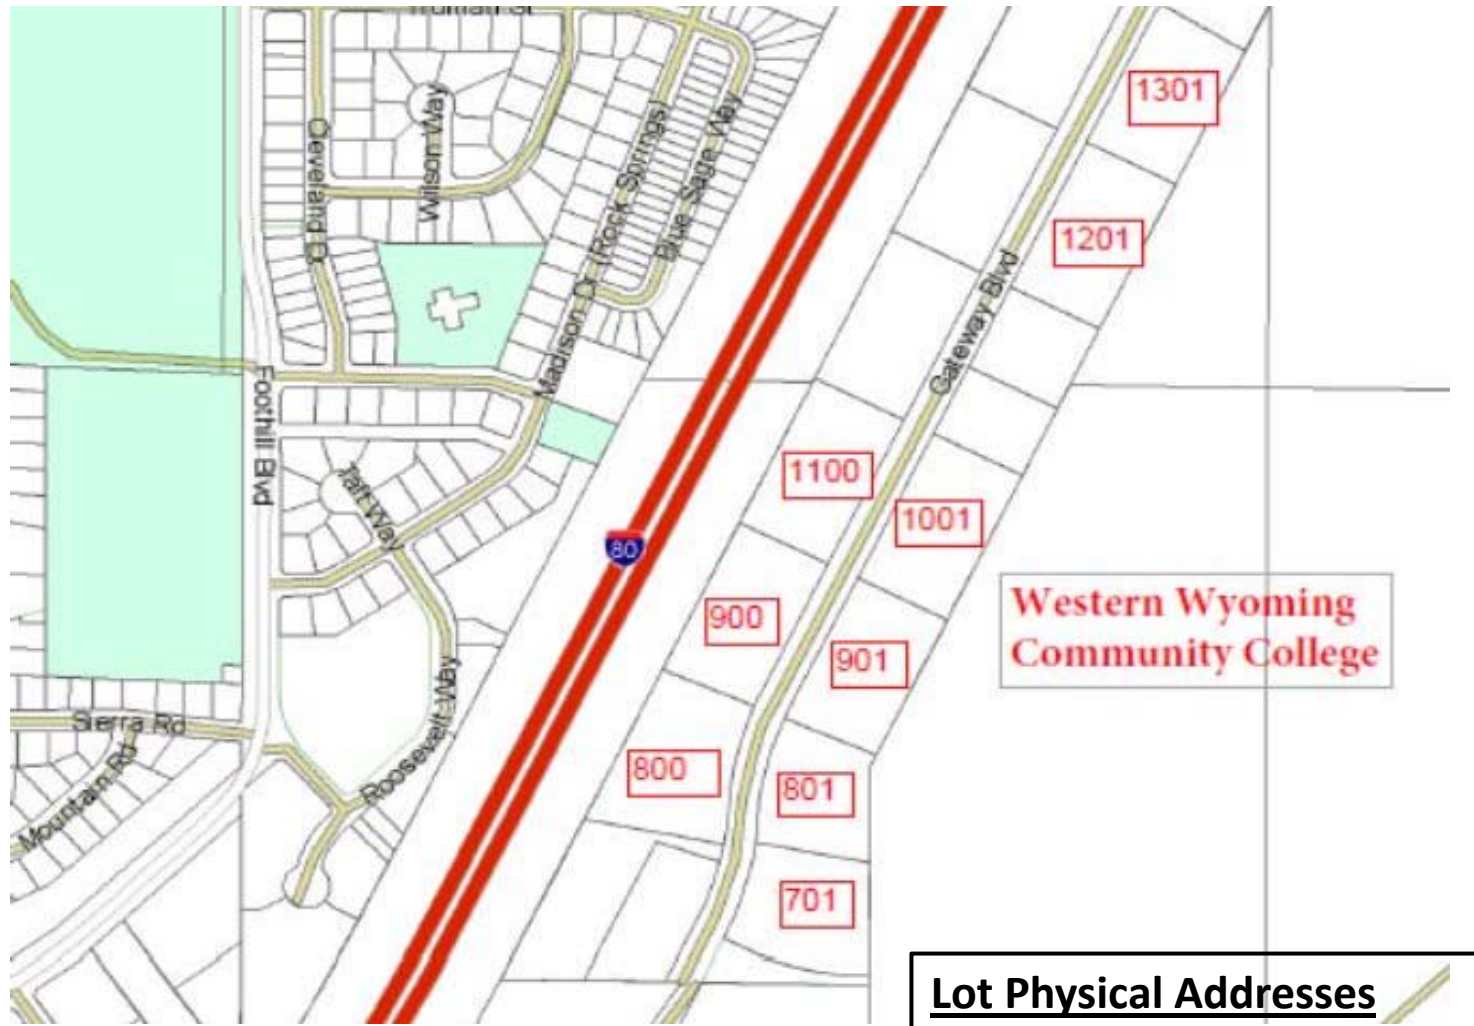 Truman St
1301
Cleveland Dr
Wilson Way
Madison Dr (Rock Springs)
Blue Sage Way
1201
Gateway Blvd
Foothill Blvd
Taft Way
1100
1001
80
Western Wyoming
Community College
900
901
Sierra Rd
Mountain Rd
Roosevelt Way
800
801
701
Lot Physical Addresses